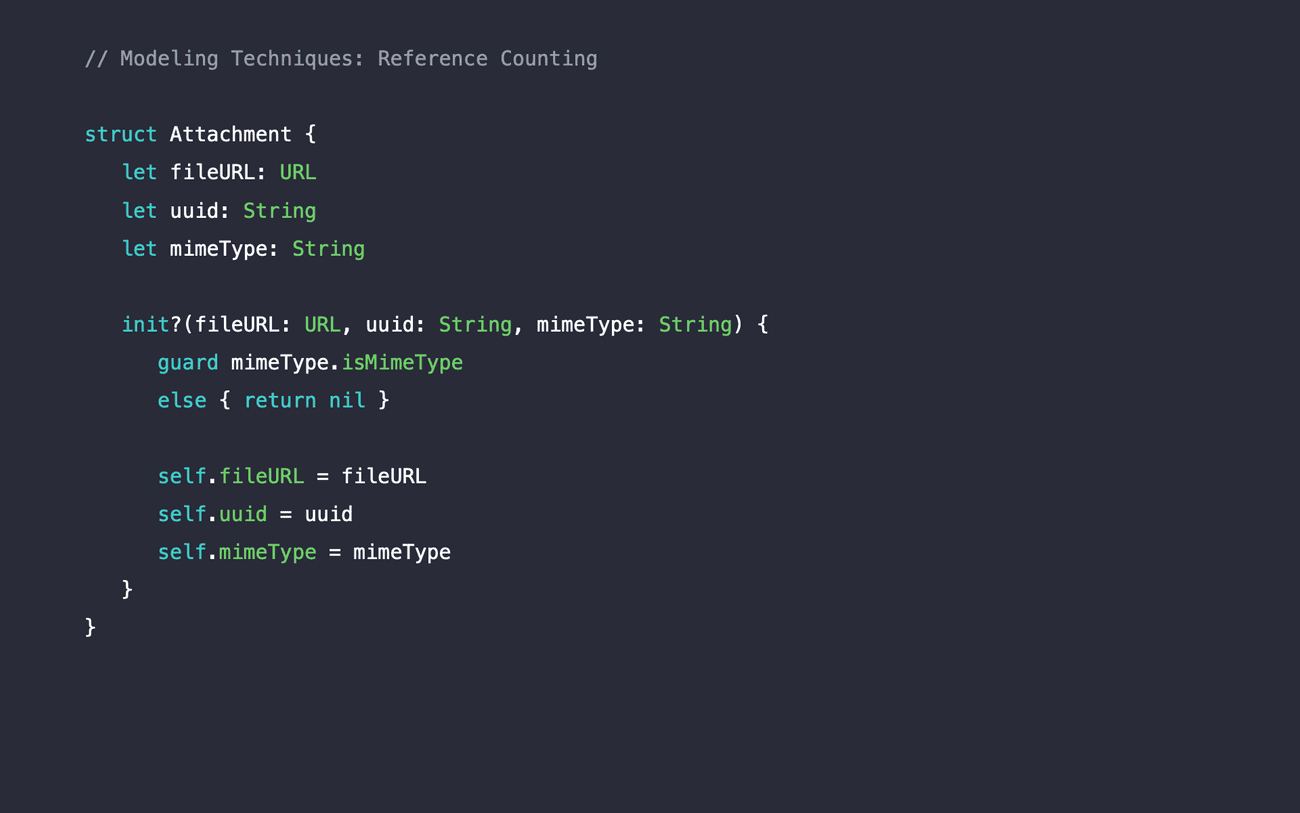 // Modeling Techniques: Reference Counting
struct Attachment {
let fileURL: URL
let uuid: String
let mimeType: String
init?(fileURL: URL, uuid: String, mimeType: String) {
guard mimeType.isMimeType
else { return nil }
self.fileURL = fileURL
self.uuid = uuid
self.mimeType = mimeType
}
}